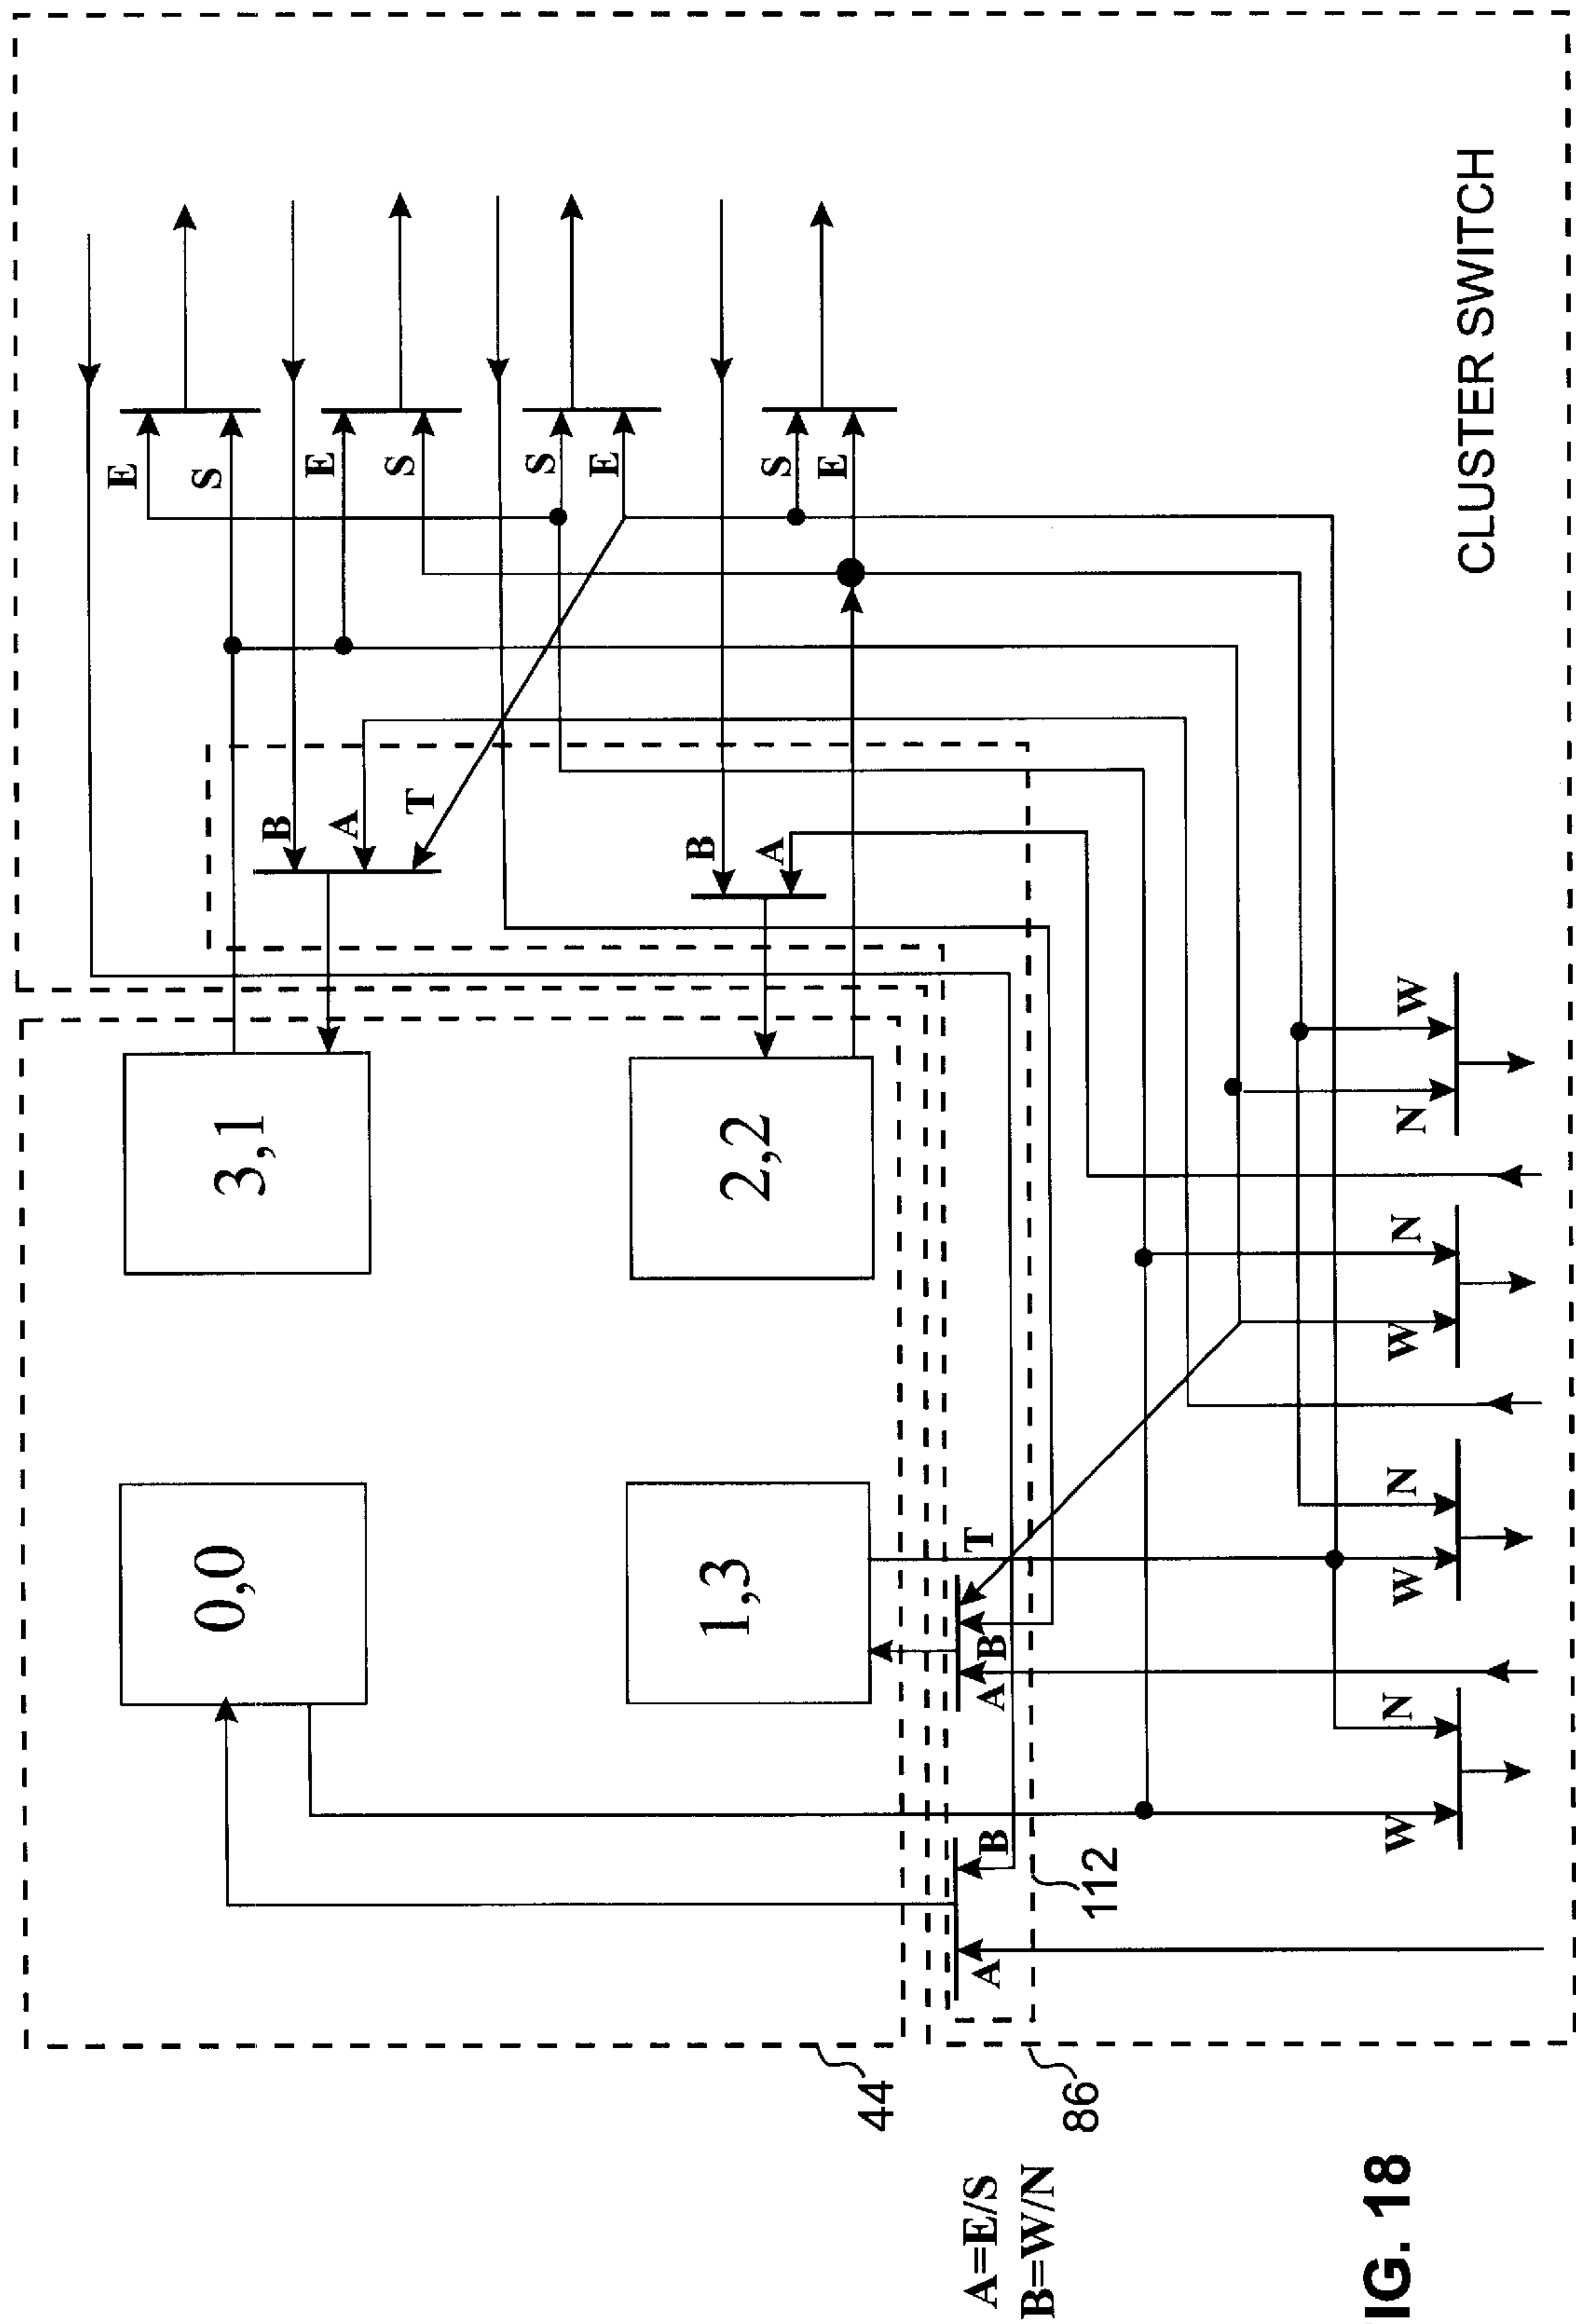 E
S
0,0
3,1
B
E
A
S
T
S
E
B
1,3
2,2
A
S
E
44
A=E/S
A
B
A
B
T
B=W/N
86
112
W
N
W
N
W
N
N
W
IG. 18
CLUSTER SWITCH